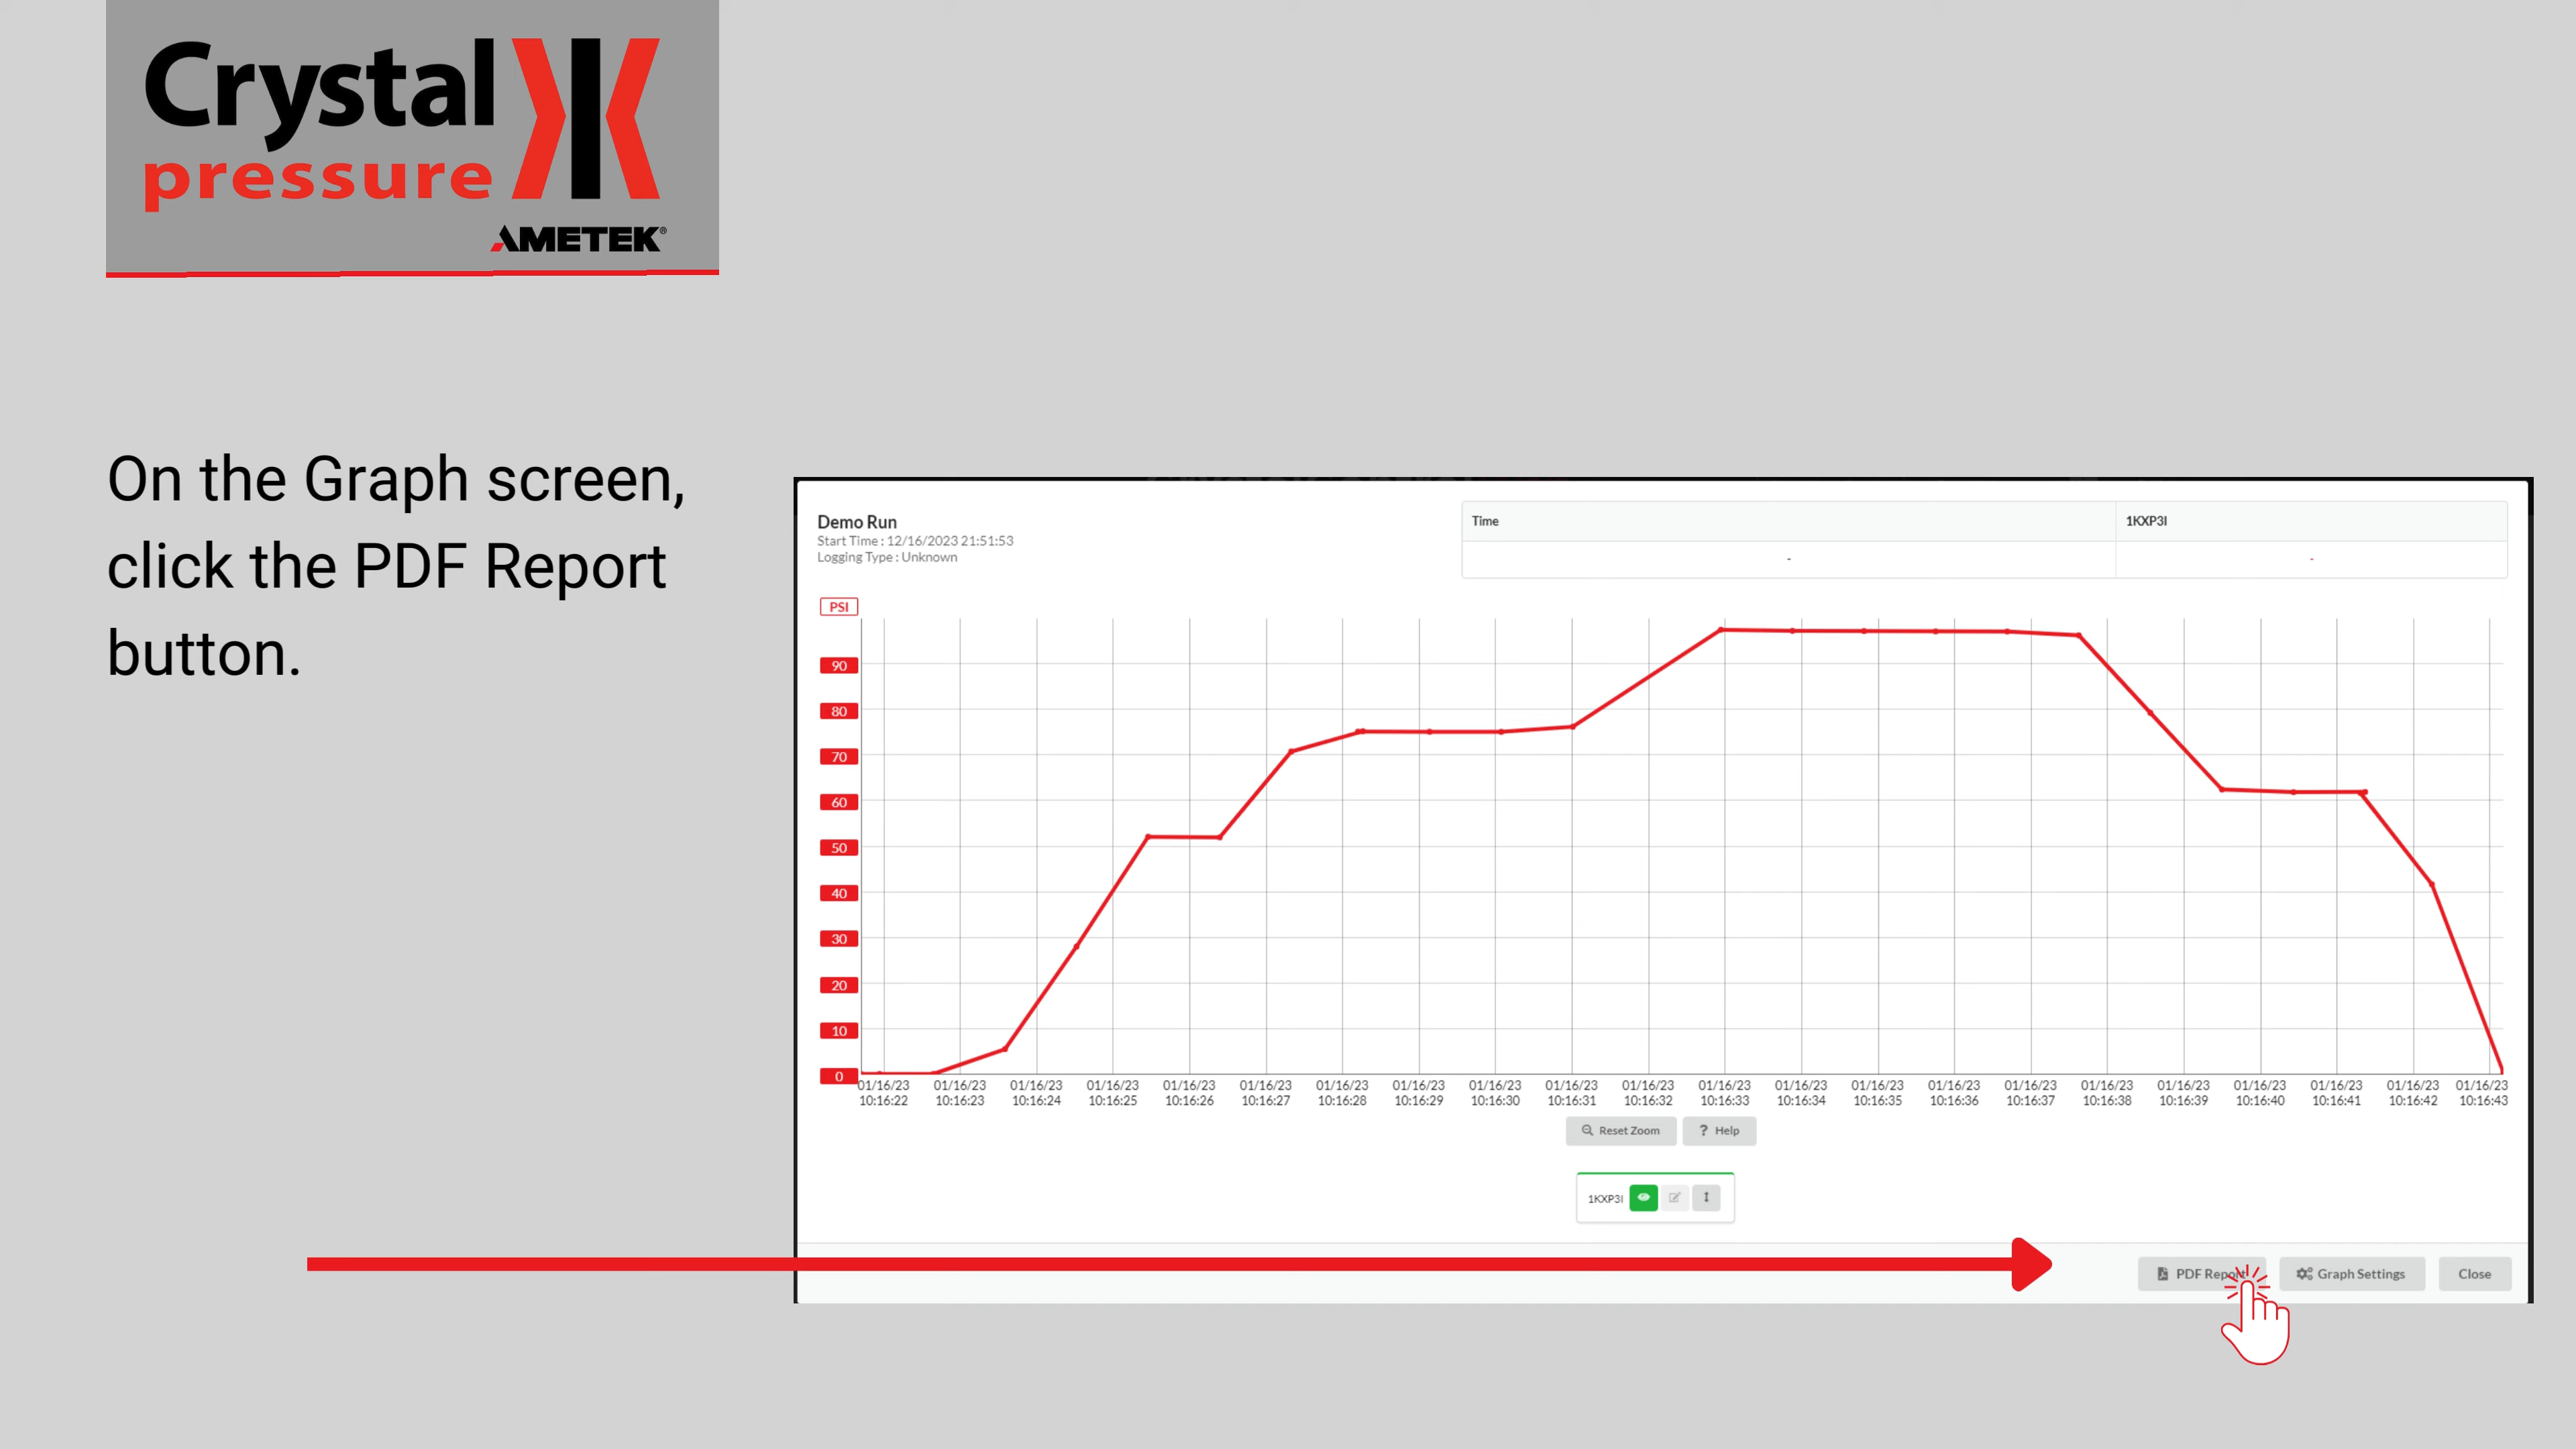 Crystal
pressure
AMETEK®
On the Graph screen,
click the PDF Report
button.
Demo Run
Start Time : 12/16/2023 21:51:53
Logging Type : Unknown
Time 1KXP3I
- -
PSI
90
80
70
60
50
40
30
20
10
0
01/16/23 01/16/23 01/16/23 01/16/23 01/16/23 01/16/23 01/16/23 01/16/23 01/16/23 01/16/23 01/16/23 01/16/23 01/16/23 01/16/23 01/16/23 01/16/23 01/16/23 01/16/23 01/16/23 01/16/23 01/16/23 01/16/23
10:16:22 10:16:23 10:16:24 10:16:25 10:16:26 10:16:27 10:16:28 10:16:29 10:16:30 10:16:31 10:16:32 10:16:33 10:16:34 10:16:35 10:16:36 10:16:37 10:16:38 10:16:39 10:16:40 10:16:41 10:16:42 10:16:43
Reset Zoom ? Help
1KXP3I
PDF Report Graph Settings Close